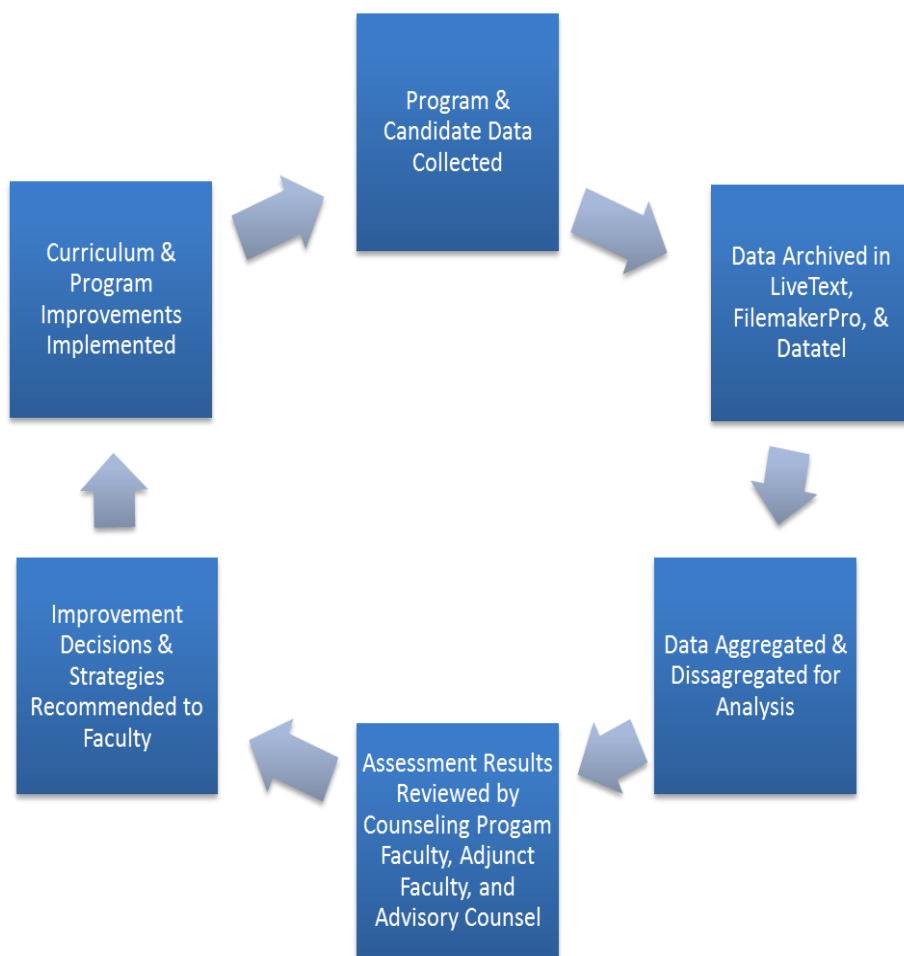 Program &
Candidate Data
Collected
Data Archived in
LiveText,
FilemakerPro, &
Datatel
Data Aggregated &
Dissagregated for
Analysis
Assessment Results
Reviewed by
Counseling Progam
Faculty, Adjunct
Faculty, and
Advisory Counsel
Improvement
Decisions &
Strategies
Recommended to
Faculty
Curriculum &
Program
Improvements
Implemented